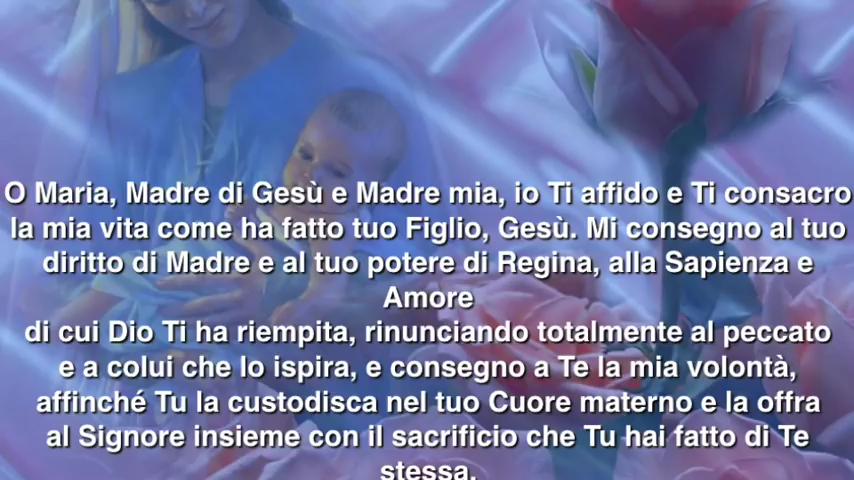 O Maria, Madre di Gesù e Madre mia, io Ti affido e Ti consacro
la mia vita come ha fatto tuo Figlio, Gesù. Mi consegno al tuo
diritto di Madre e al tuo potere di Regina, alla Sapienza e
Amore
di cui Dio Ti ha riempita, rinunciando totalmente al peccato
e a colui che lo ispira, e consegno a Te la mia volontà,
affinché Tu la custodisca nel tuo Cuore materno e la offra
al Signore insieme con il sacrificio che Tu hai fatto di Te
stessa.